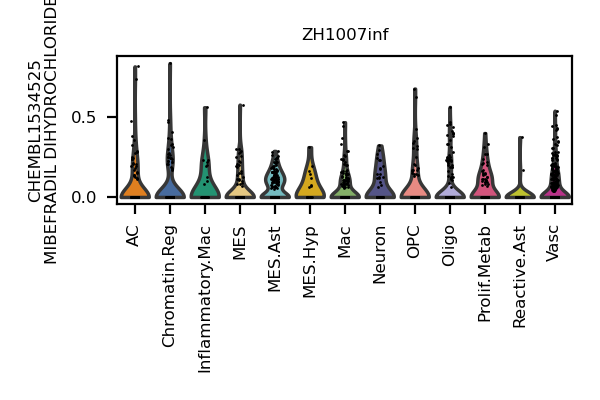 ZH1007inf
CHEMBL1534525
MIBEFRADIL DIHYDROCHLORIDE
0.5
0.0
AC
Chromatin.Reg
Inflammatory.Mac
MES
MES.Ast
MES.Hyp
Mac
Neuron
OPC
Oligo
Prolif.Metab
Reactive.Ast
Vasc